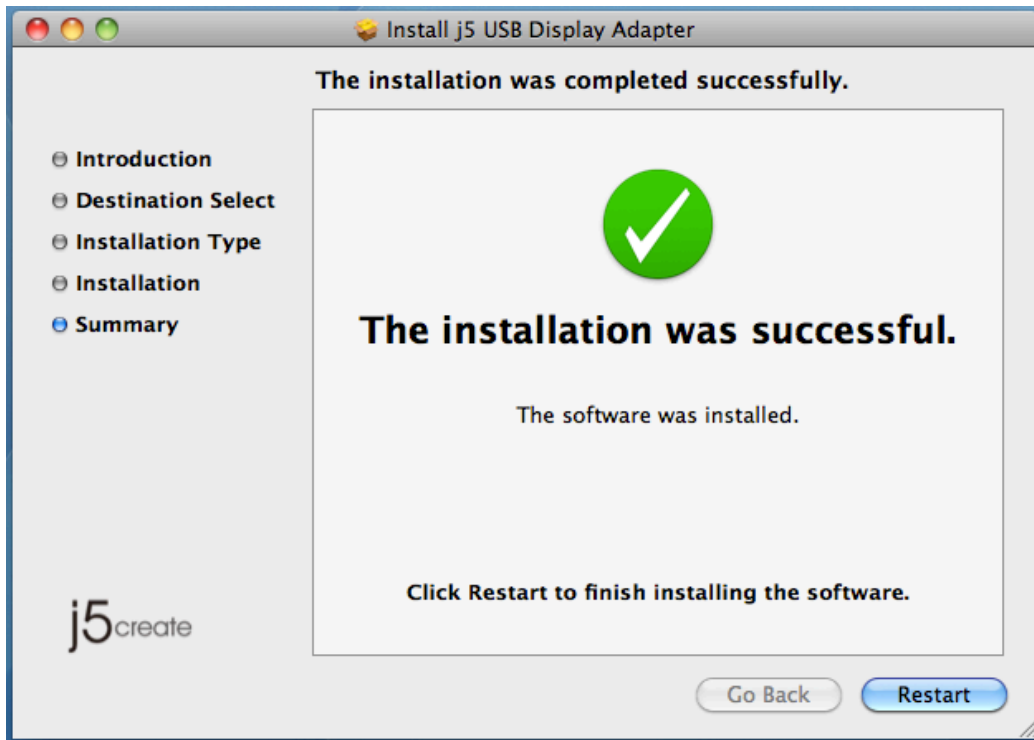 Install j5 USB Display Adapter
The installation was completed successfully.
Introduction
Destination Select
Installation Type
Installation
Summary
The installation was successful.
The software was installed.
Click Restart to finish installing the software.
j5create
Go Back
Restart